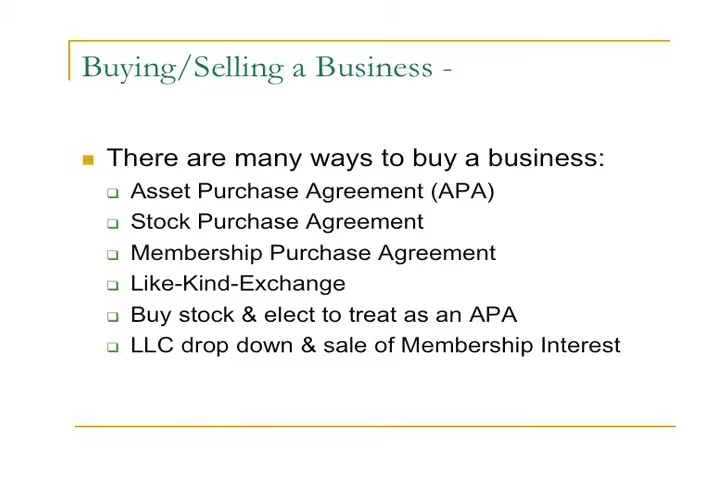 Buying/Selling a Business -
There are many ways to buy a business:
Asset Purchase Agreement (APA)
Stock Purchase Agreement
Membership Purchase Agreement
Like-Kind-Exchange
Buy stock & elect to treat as an APA
LLC drop down & sale of Membership Interest